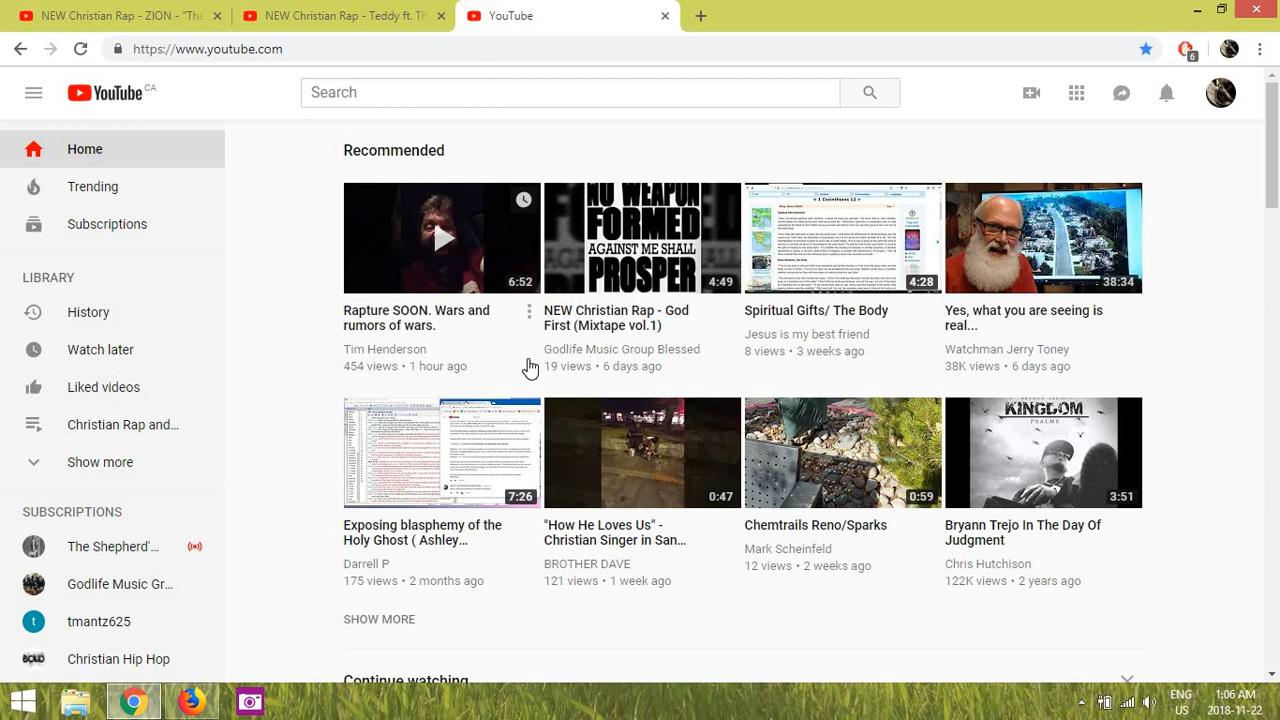 NEW Christian Rap - ZION - "The
NEW Christian Rap - Teddy ft. Th
YouTube
https://www.youtube.com
6
YouTube CA
Search
Home
Trending
Subscriptions
LIBRARY
History
Watch later
Liked videos
Christian Rap and...
Show more
SUBSCRIPTIONS
The Shepherd'...
Godlife Music Gr...
tmantz625
Christian Hip Hop
Recommended
6:52
NO WEAPON
FORMED
AGAINST ME SHALL
PROSPER
4:49
1 Corinthians 12
4:28
38:34
Rapture SOON. Wars and
rumors of wars.
Tim Henderson
454 views • 1 hour ago
NEW Christian Rap - God
First (Mixtape vol.1)
Godlife Music Group Blessed
19 views • 6 days ago
Spiritual Gifts/ The Body
Jesus is my best friend
8 views • 3 weeks ago
Yes, what you are seeing is
real...
Watchman Jerry Toney
38K views • 6 days ago
7:26
0:47
0:59
KINGDOM
PSALMS
3:51
Exposing blasphemy of the
Holy Ghost ( Ashley...
Darrell P
175 views • 2 months ago
"How He Loves Us" -
Christian Singer in San...
BROTHER DAVE
121 views • 1 week ago
Chemtrails Reno/Sparks
Mark Scheinfeld
12 views • 2 weeks ago
Bryann Trejo In The Day Of
Judgment
Chris Hutchison
122K views • 2 years ago
SHOW MORE
Continue watching
ENG
US
1:06 AM
2018-11-22